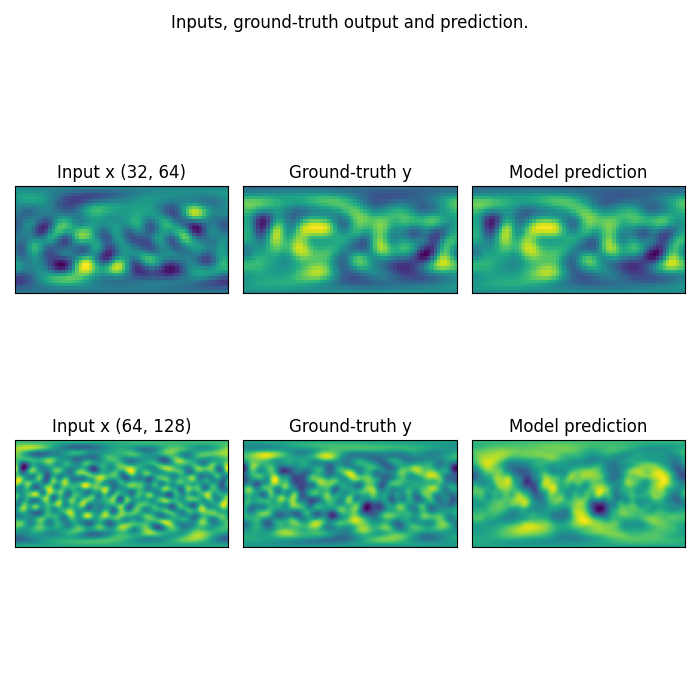 Inputs, ground-truth output and prediction.
Input x (32, 64)
Ground-truth y
Model prediction
Input x (64, 128)
Ground-truth y
Model prediction